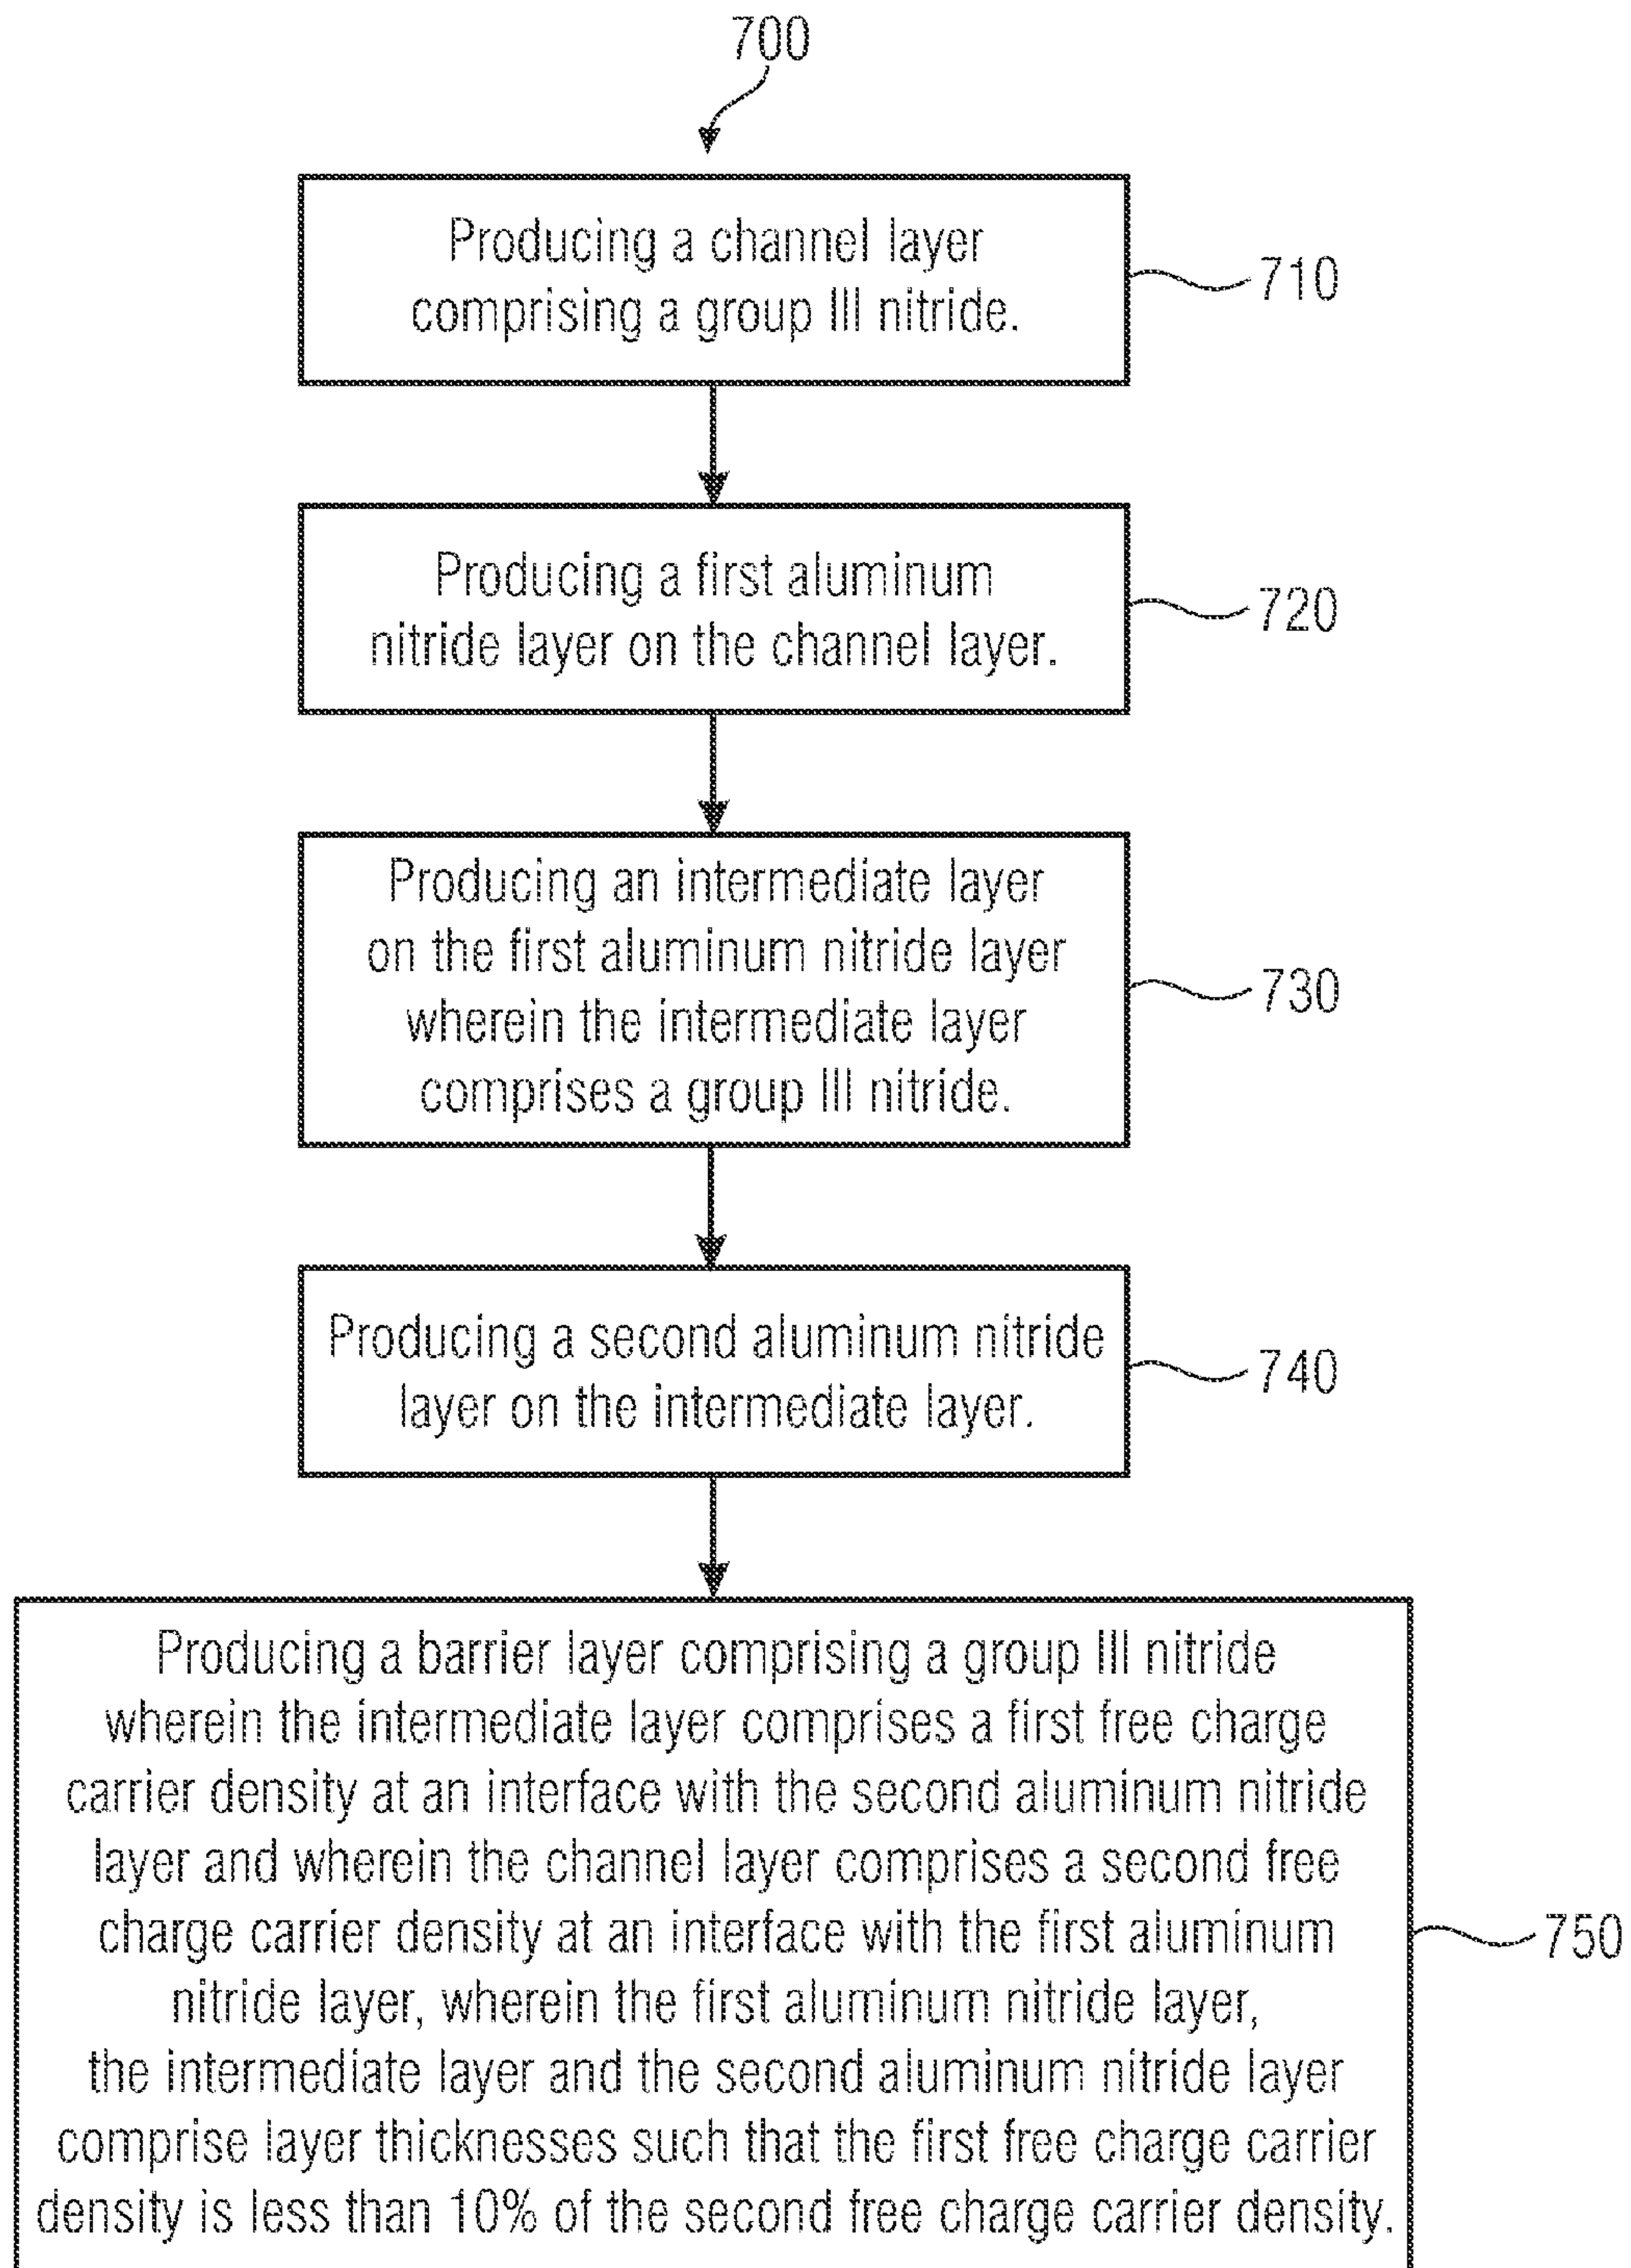 700
Producing a channel layer
comprising a group III nitride.
710
Producing a first aluminum
nitride layer on the channel layer.
720
Producing an intermediate layer
on the first aluminum nitride layer
wherein the intermediate layer
comprises a group III nitride.
730
Producing a second aluminum nitride
layer on the intermediate layer.
740
Producing a barrier layer comprising a group III nitride
wherein the intermediate layer comprises a first free charge
carrier density at an interface with the second aluminum nitride
layer and wherein the channel layer comprises a second free
charge carrier density at an interface with the first aluminum
nitride layer, wherein the first aluminum nitride layer,
the intermediate layer and the second aluminum nitride layer
comprise layer thicknesses such that the first free charge carrier
density is less than 10% of the second free charge carrier density.
750